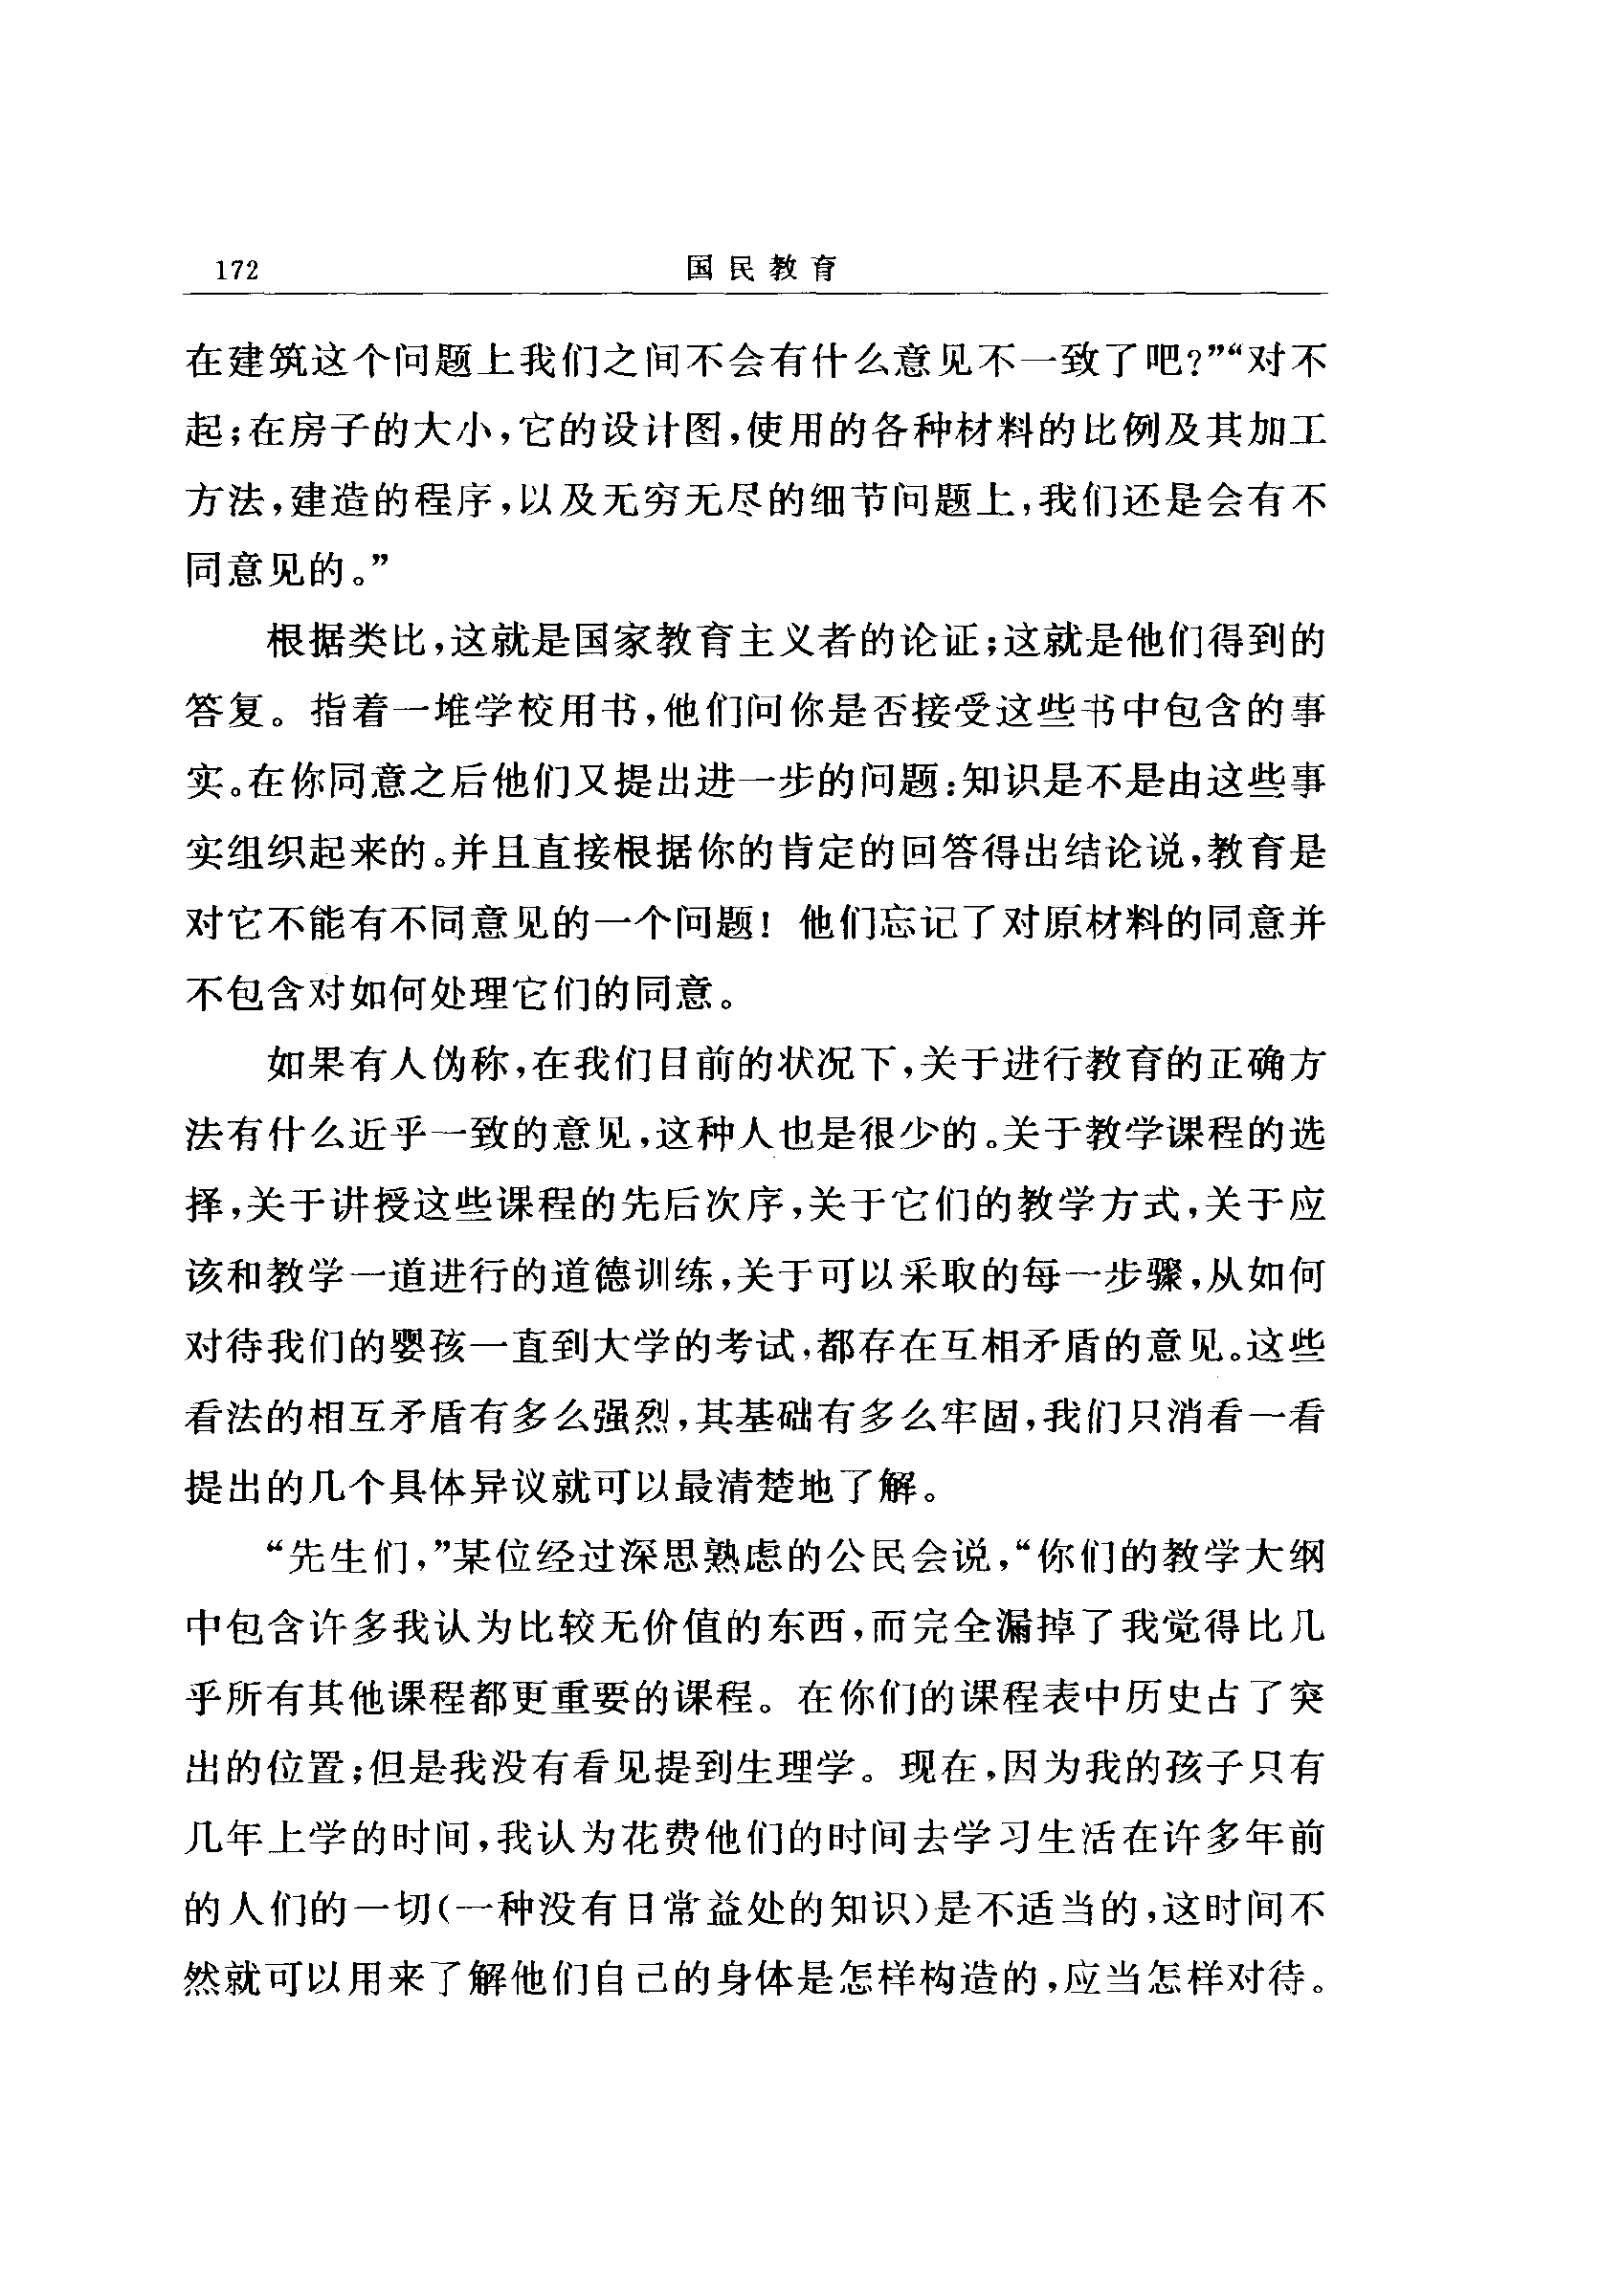 172 国民教育
在建筑这个问题上我们之间不会有什么意见不一致了吧?”“对不
起;在房子的大小,它的设计图,使用的各种材料的比例及其加工
方法,建造的程序,以及无穷无尽的细节问题上,我们还是会有不
同意见的。”
根据类比,这就是国家教育主义者的论证;这就是他们得到的
答复。指着一堆学校用书,他们问你是否接受这些书中包含的事
实。在你同意之后他们又提出进一步的问题:知识是不是由这些事
实组织起来的。并且直接根据你的肯定的回答得出结论说,教育是
对它不能有不同意见的一个问题!他们忘记了对原材料的同意并
不包含对如何处理它们的同意。
如果有人伪称,在我们目前的状况下,关于进行教育的正确方
法有什么近乎一致的意见,这种人也是很少的。关于教学课程的选
择,关于讲授这些课程的先后次序,关于它们的教学方式,关于应
该和教学一道进行的道德训练,关于可以采取的每一步骤,从如何
对待我们的婴孩一直到大学的考试,都存在互相矛盾的意见。这些
看法的相互矛盾有多么强烈,其基础有多么牢固,我们只消看一看
提出的几个具体异议就可以最清楚地了解。
“先生们,”某位经过深思熟虑的公民会说,“你们的教学大纲
中包含许多我认为比较无价值的东西,而完全漏掉了我觉得比几
乎所有其他课程都更重要的课程。在你们的课程表中历史占了突
出的位置;但是我没有看见提到生理学。现在,因为我的孩子只有
几年上学的时间,我认为花费他们的时间去学习生活在许多年前
的人们的一切(一种没有日常益处的知识)是不适当的,这时间不
然就可以用来了解他们自己的身体是怎样构造的,应当怎样对待。